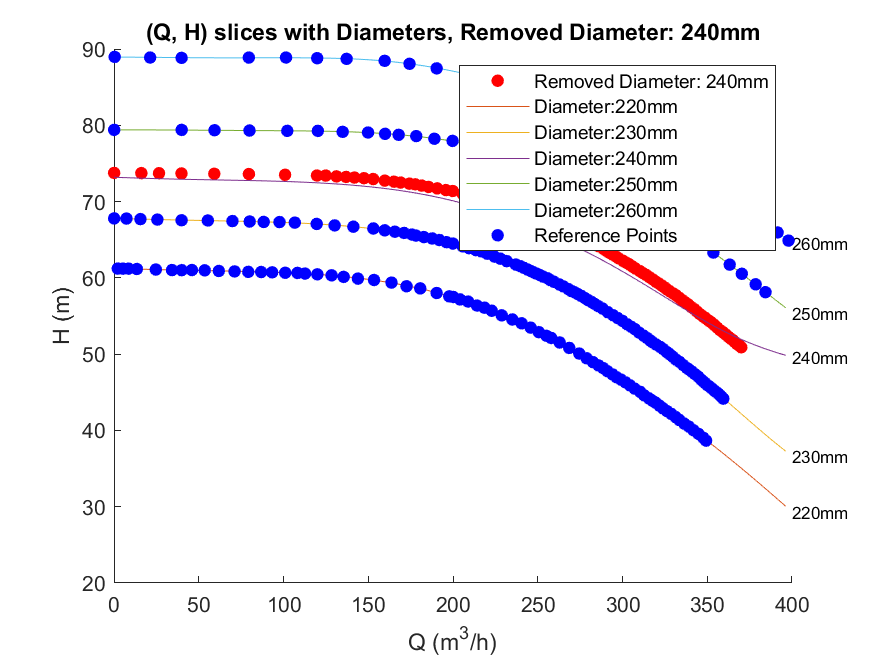 (Q, H) slices with Diameters, Removed Diameter: 240mm
90
80
70
60
50
40
30
20
H (m)
Removed Diameter: 240mm
Diameter:220mm
Diameter:230mm
Diameter:240mm
Diameter:250mm
Diameter:260mm
Reference Points
260mm
250mm
240mm
230mm
220mm
0 50 100 150 200 250 300 350 400
Q (m³/h)